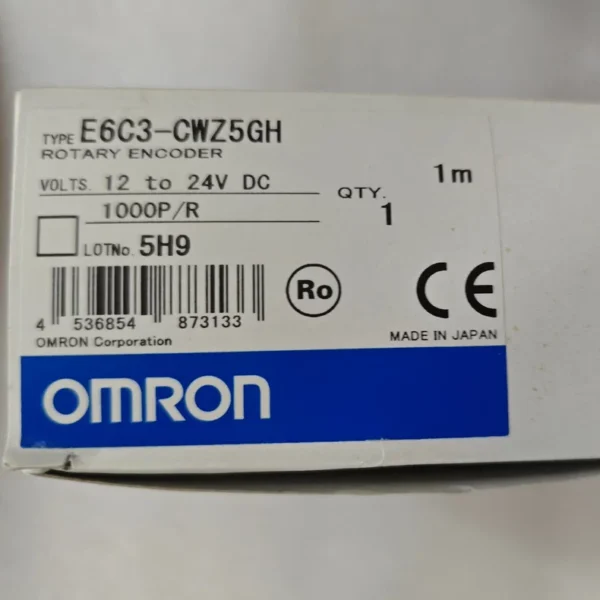 TYPE E6C3-CWZ5GH
ROTARY ENCODER
VOLTS. 12 to 24V DC
1000P/R
QTY. 1
1m
LOTNo. 5H9
4 536854 873133
Ro
CE
OMRON Corporation
MADE IN JAPAN
OMRON